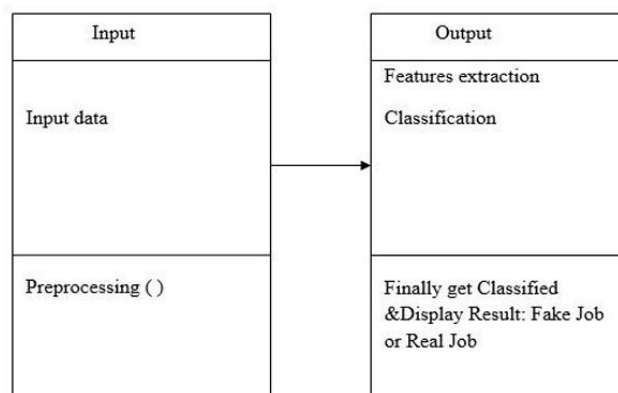 Input
Input data
Preprocessing ( )
Output
Features extraction
Classification
Finally get Classified
&Display Result: Fake Job
or Real Job